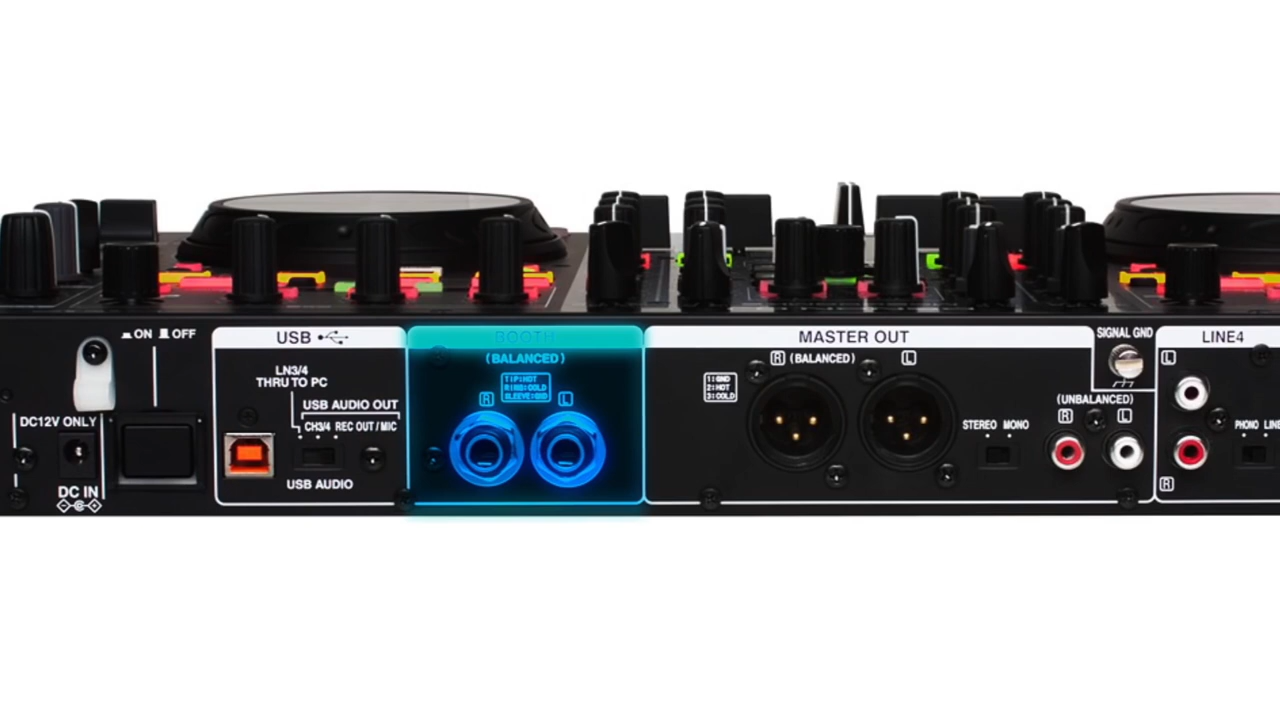 ON OFF
DC12V ONLY
DC IN
USB
LN3/4
THRU TO PC
USB AUDIO OUT
CH3/4 REC OUT/MIC
USB AUDIO
BOOTH
(BALANCED)
TIP:HOT
RING:COLD
SLEEVE:GND
R L
MASTER OUT
R (BALANCED) L
1:GND
2:HOT
3:COLD
STEREO MONO
SIGNAL GND
(UNBALANCED)
R L
LINE4
L
PHONO LINE
R